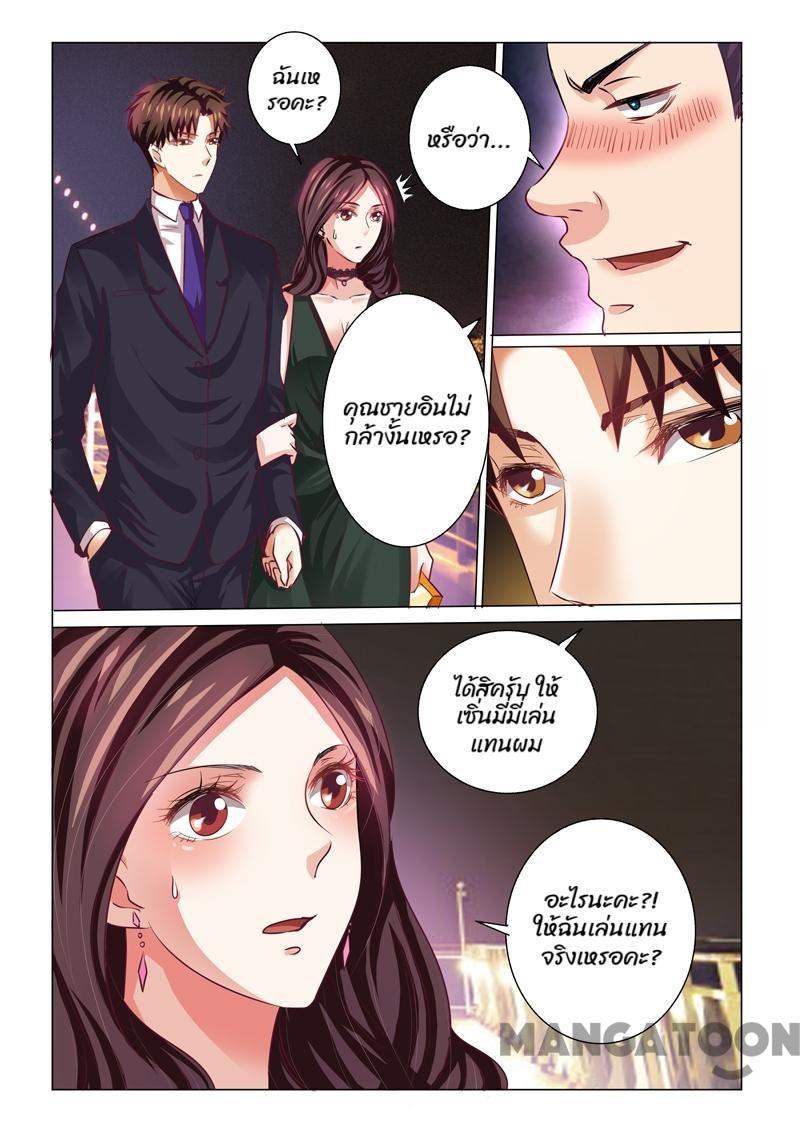 ฉันเห
รอคะ?
หรือว่า...
คุณชายอินไม่
กล้างั้นเหรอ?
ได้สิครับ ให้
เซิ่นมี่มี่เล่น
แทนผม
อะไรนะคะ?!
ให้ฉันเล่นแทน
จริงเหรอคะ?
MANGATOON